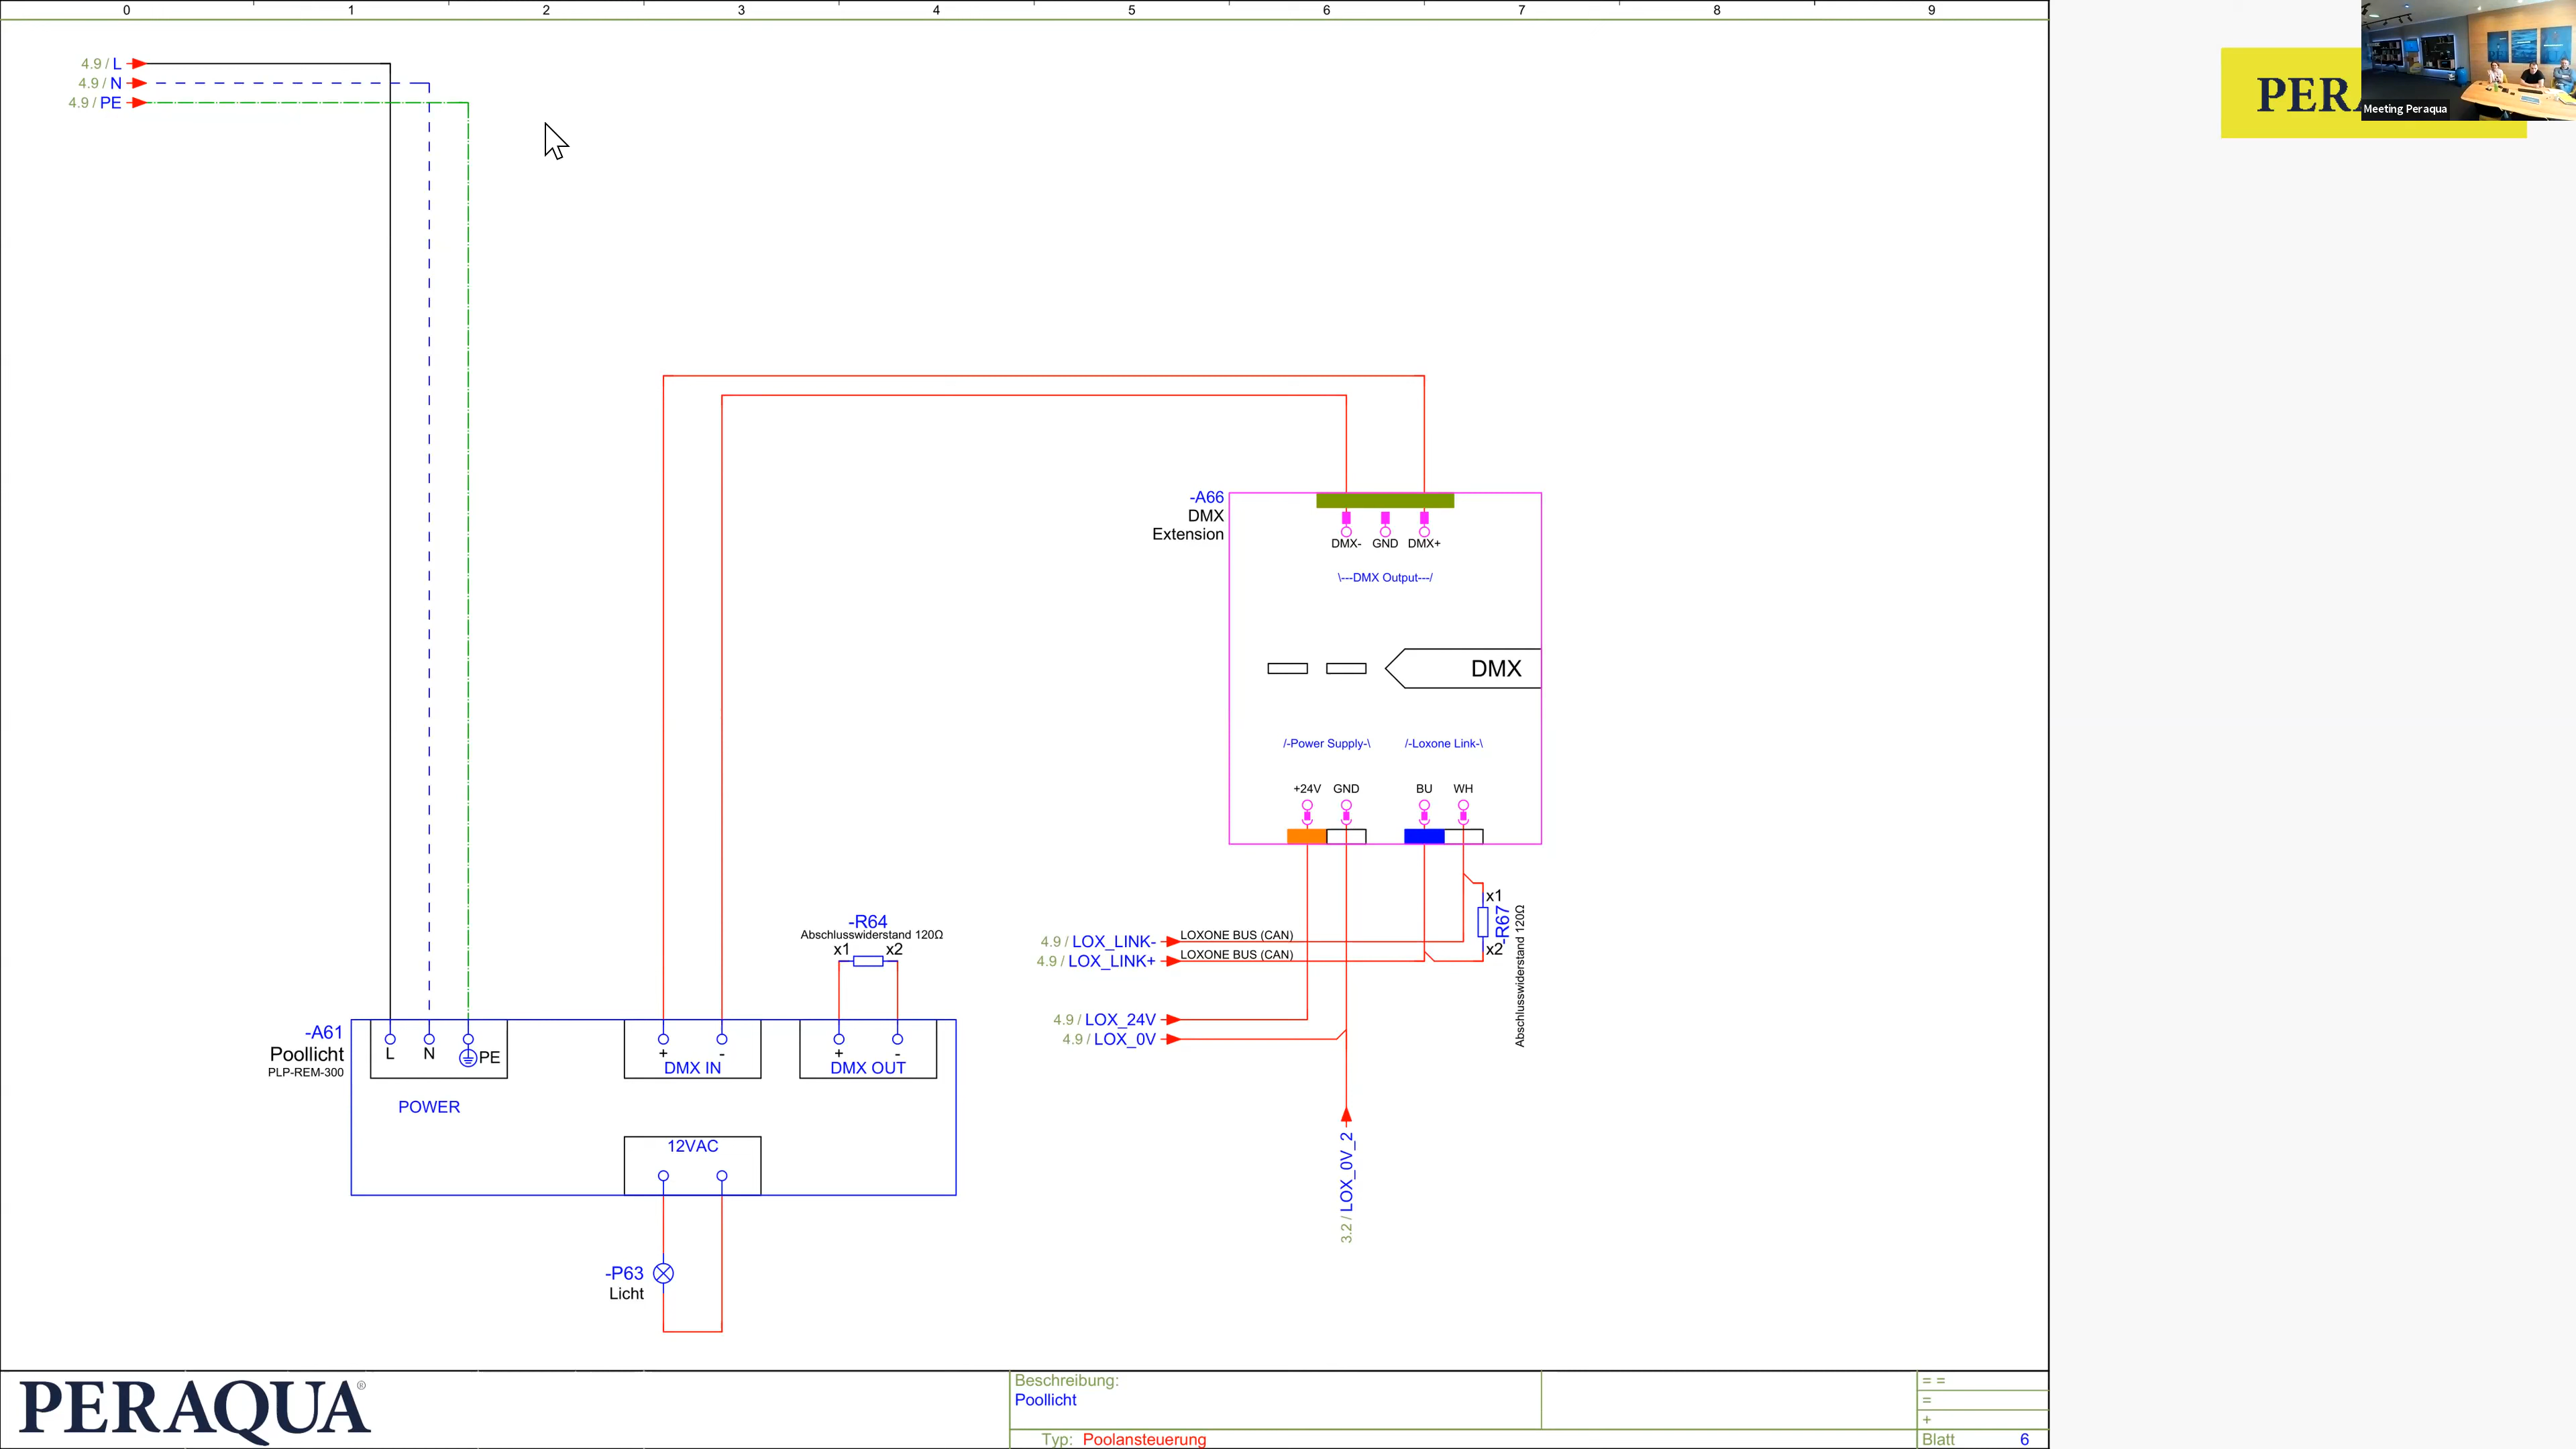 0 1 2 3 4 5 6 7 8 9
4.9 / L
4.9 / N
4.9 / PE
PER
Meeting Peraqua
-A66
DMX
Extension
DMX- GND DMX+
\---DMX Output---/
DMX
/-Power Supply-\ /-Loxone Link-\
+24V GND BU WH
x1
-R67
x2
Abschlusswiderstand 120Ω
-R64
Abschlusswiderstand 120Ω
x1 x2
4.9 / LOX_LINK- LOXONE BUS (CAN)
4.9 / LOX_LINK+ LOXONE BUS (CAN)
4.9 / LOX_24V
4.9 / LOX_0V
3.2 / LOX_0V_2
-A61
Poollicht
PLP-REM-300
L N PE
POWER
+ -
DMX IN
+ -
DMX OUT
12VAC
-P63
Licht
PERAQUA®
Beschreibung:
Poollicht
Typ: Poolansteuerung
= =
=
+
Blatt 6